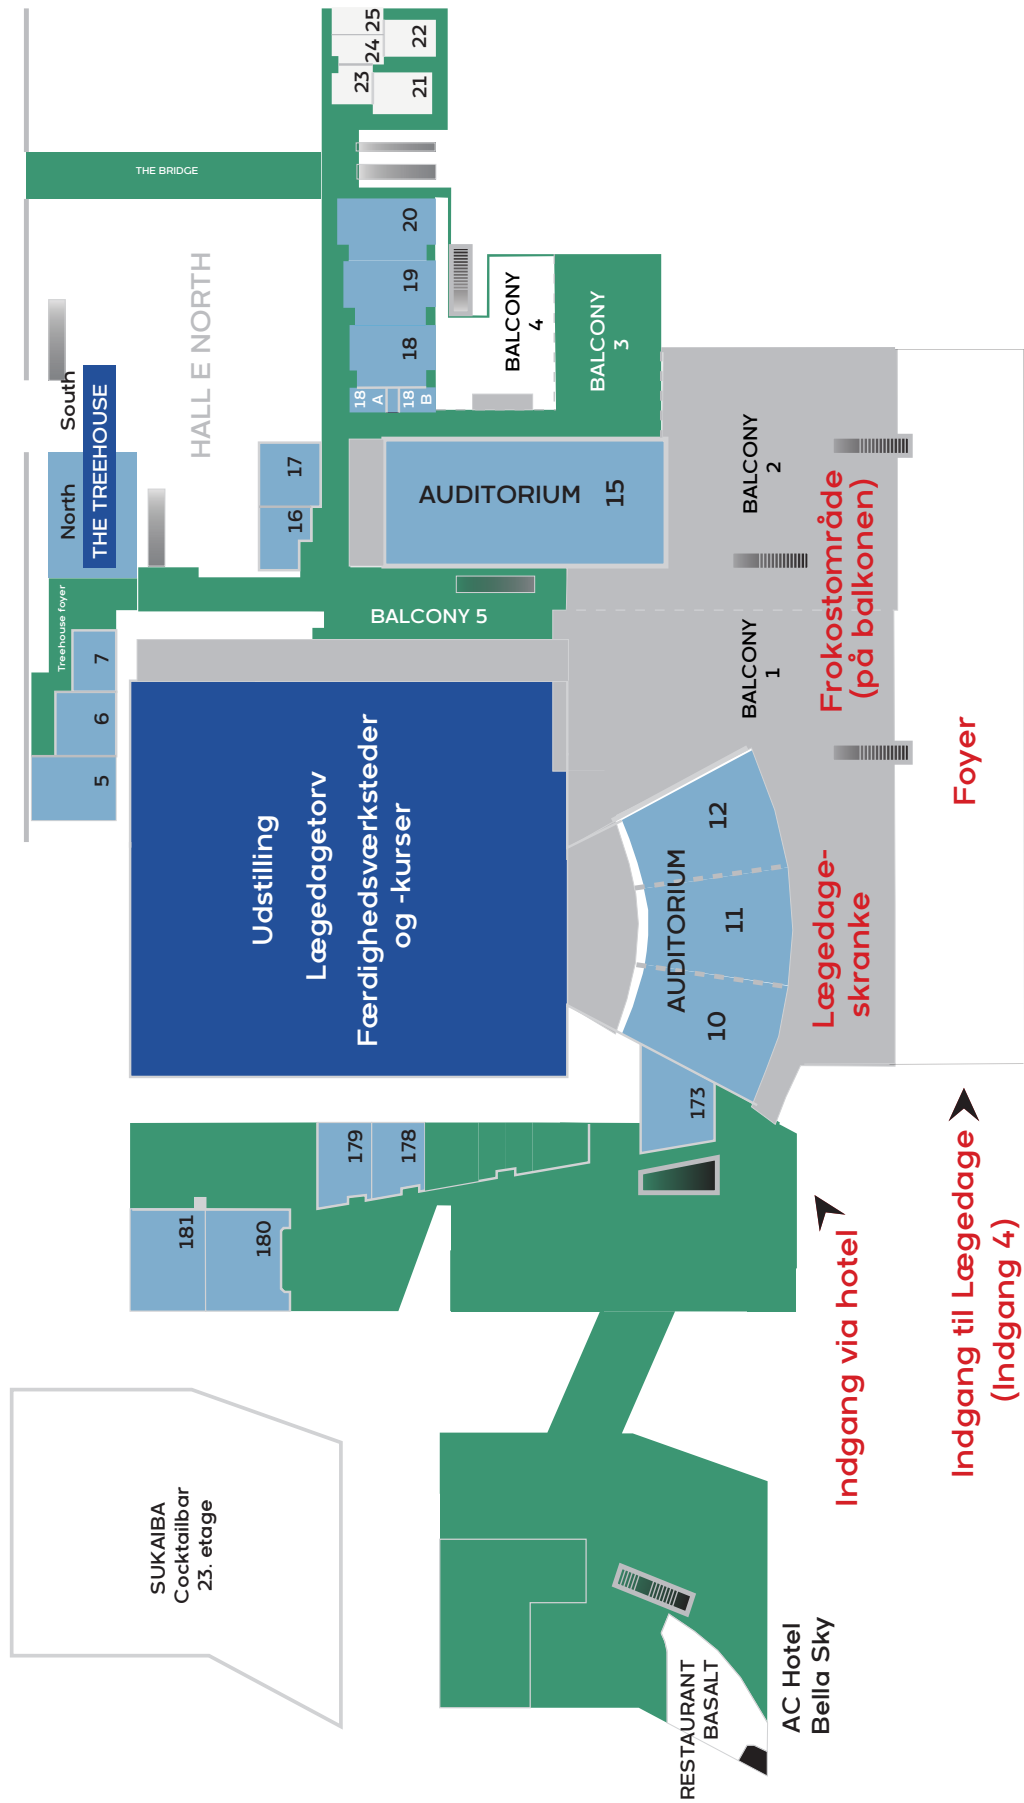 25
24
23
22
21
THE BRIDGE
HALL E NORTH
20
19
18
18
A
18
B
BALCONY
4
BALCONY
3
South
North
THE TREEHOUSE
Treehouse foyer
7
6
5
17
16
AUDITORIUM 15
BALCONY 5
BALCONY
2
BALCONY
1
Frokostområde
(på balkonen)
Foyer
Udstilling
Lægedagetorv
Færdighedsværksteder
og -kurser
AUDITORIUM
12
11
10
Lægedage-
skranke
173
179
178
181
180
Indgang via hotel
Indgang til Lægedage
(Indgang 4)
SUKAIBA
Cocktailbar
23. etage
RESTAURANT
BASALT
AC Hotel
Bella Sky